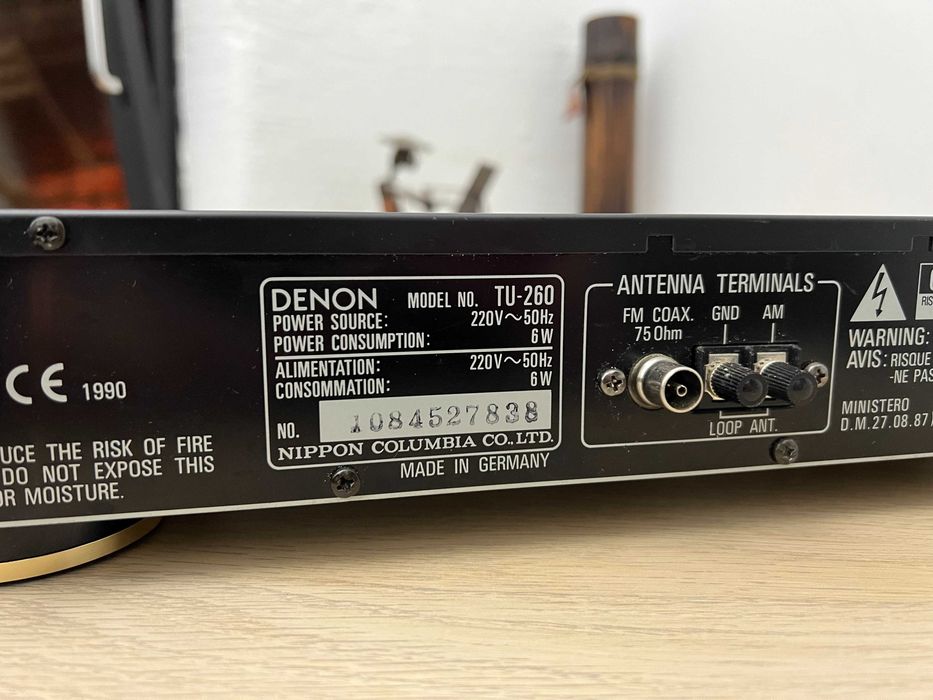 CE 1990
UCE THE RISK OF FIRE
DO NOT EXPOSE THIS
OR MOISTURE.
DENON MODEL NO. TU-260
POWER SOURCE: 220V~50Hz
POWER CONSUMPTION: 6W
ALIMENTATION: 220V~50Hz
CONSOMMATION: 6W
NO. 1084527838
NIPPON COLUMBIA CO., LTD.
MADE IN GERMANY
ANTENNA TERMINALS
FM COAX. GND AM
75 Ohm
LOOP ANT.
WARNING:
AVIS: RISQUE
-NE PAS
MINISTERO
D.M.27.08.87